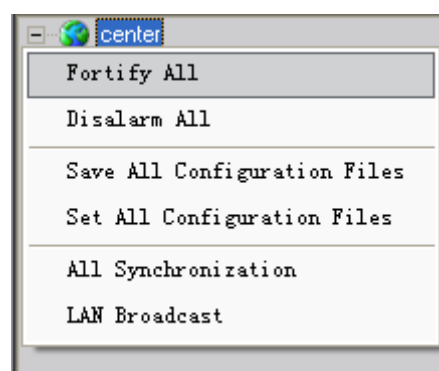 center
Fortify All
Disalarm All
Save All Configuration Files
Set All Configuration Files
All Synchronization
LAN Broadcast